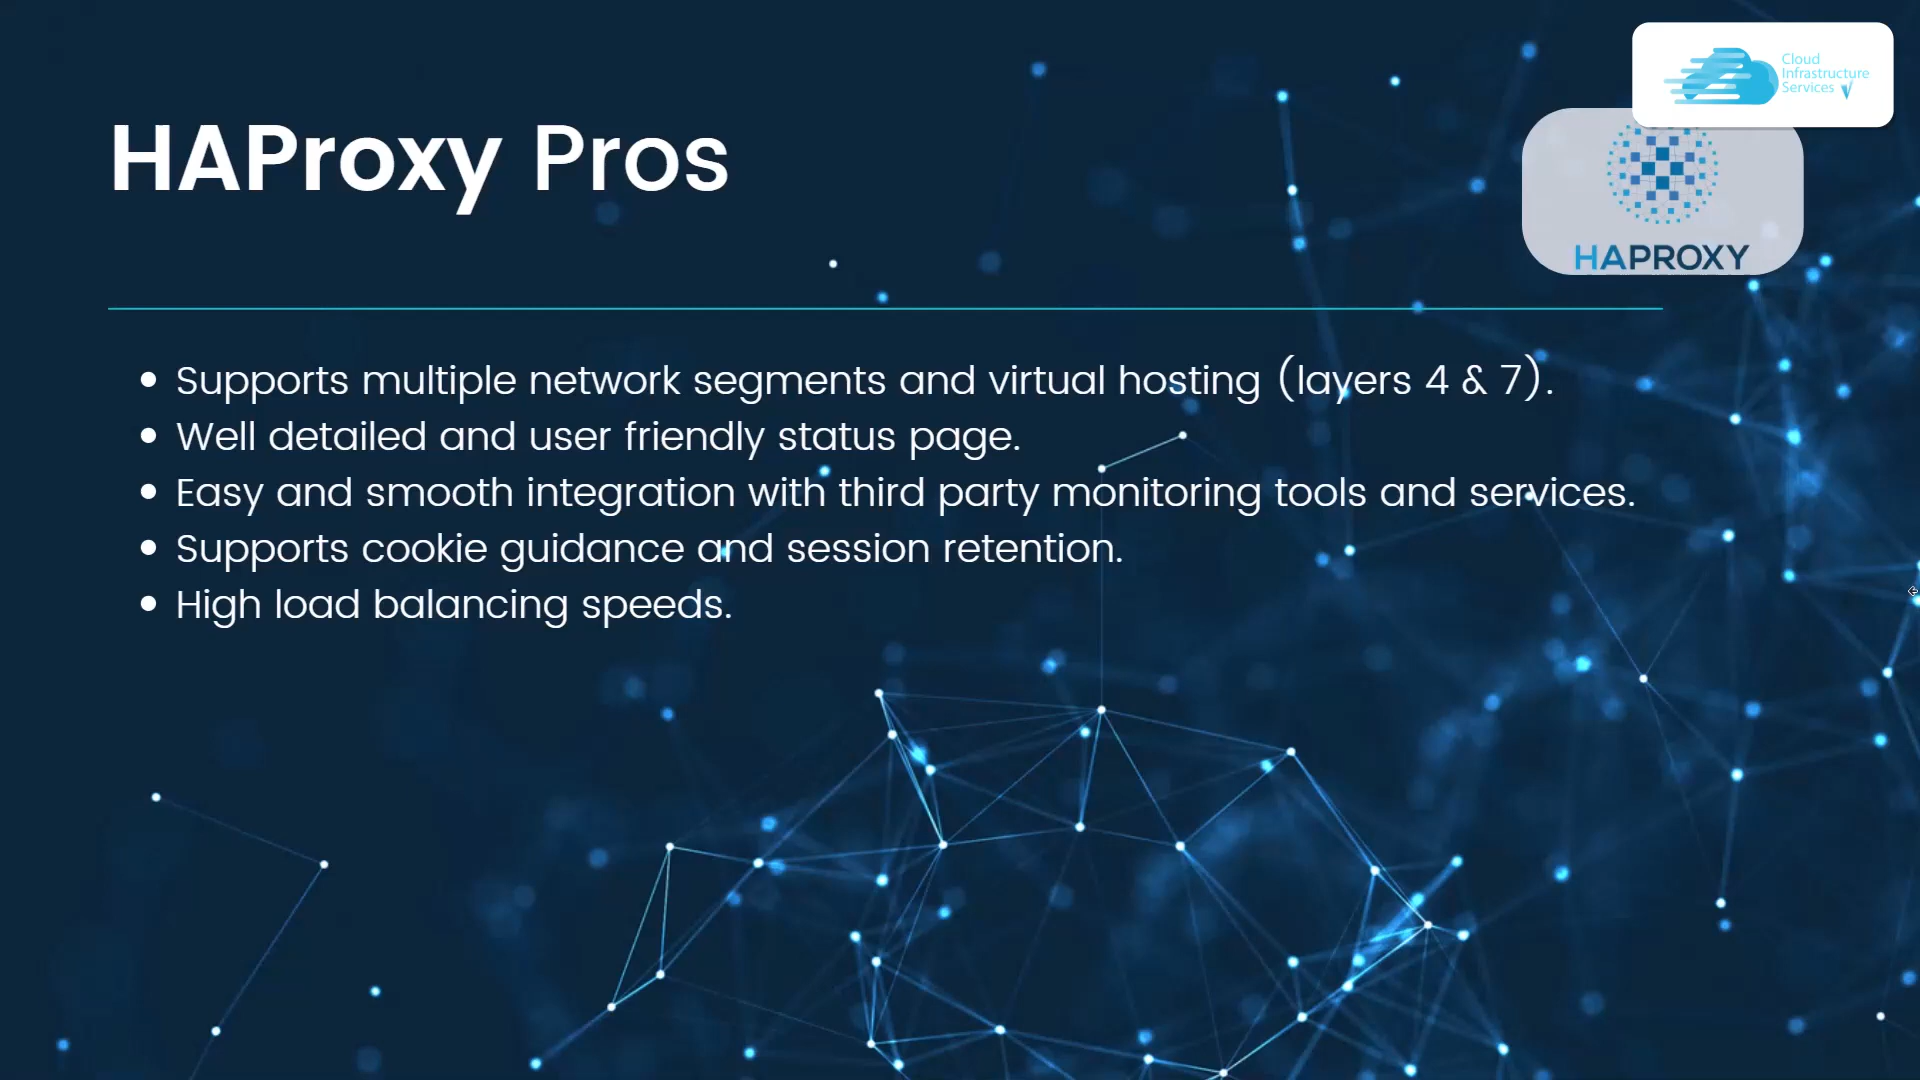 Cloud
Infrastructure
Services
HAProxy Pros
HAPROXY
• Supports multiple network segments and virtual hosting (layers 4 & 7).
• Well detailed and user friendly status page.
• Easy and smooth integration with third party monitoring tools and services.
• Supports cookie guidance and session retention.
• High load balancing speeds.